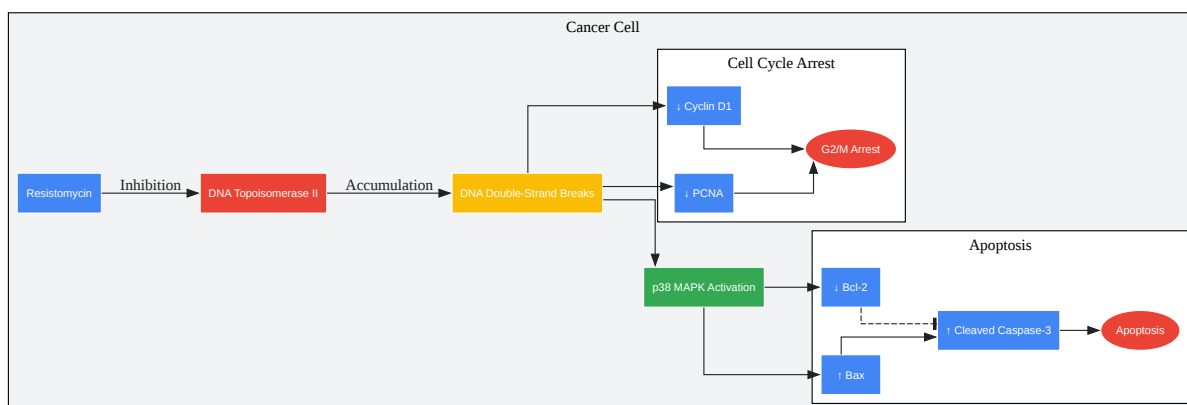 Cancer Cell
Cell Cycle Arrest
↓ Cyclin D1
G2/M Arrest
Resistomycin
Inhibition
DNA Topoisomerase II
Accumulation
DNA Double-Strand Breaks
↓ PCNA
Apoptosis
p38 MAPK Activation
↓ Bcl-2
↑ Cleaved Caspase-3
Apoptosis
↑ Bax